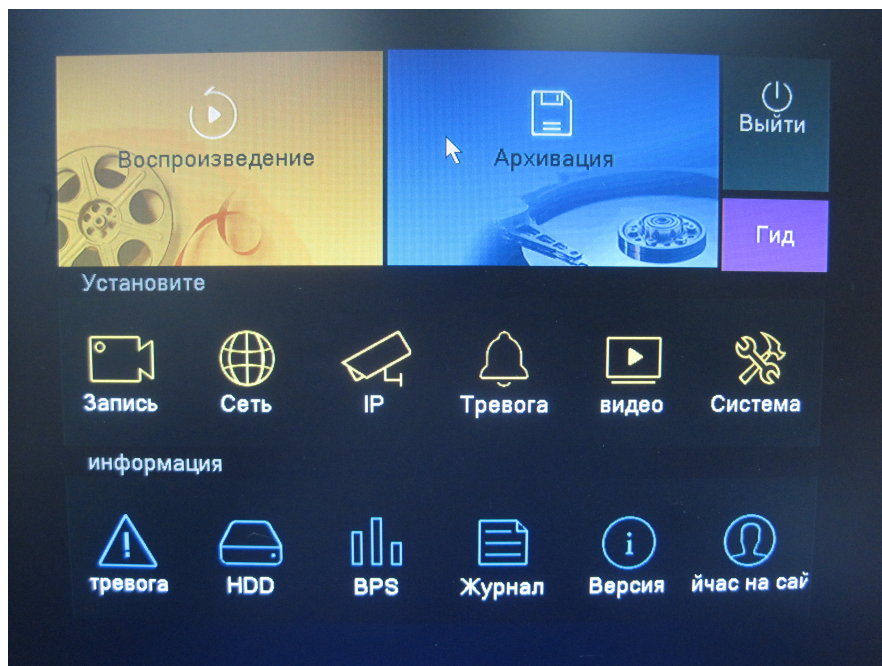 Воспроизведение
Архивация
Выйти
Гид
Установите
Запись
Сеть
IP
Тревога
видео
Система
информация
тревога
HDD
BPS
Журнал
Версия
йчас на сай